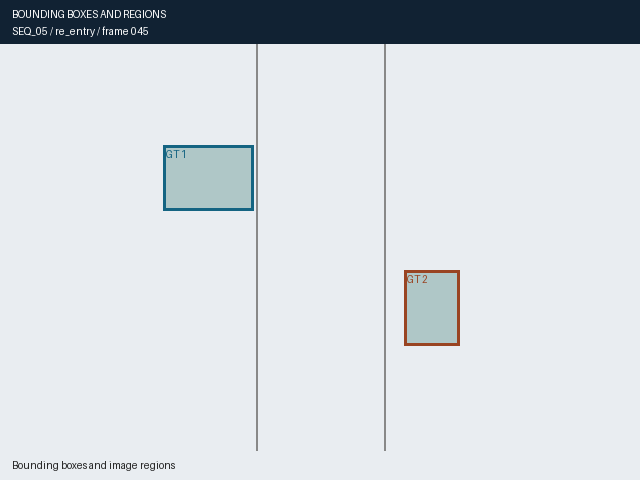 BOUNDING BOXES AND REGIONS
SEQ_05 / re_entry / frame 045
GT1
GT2
Bounding boxes and image regions